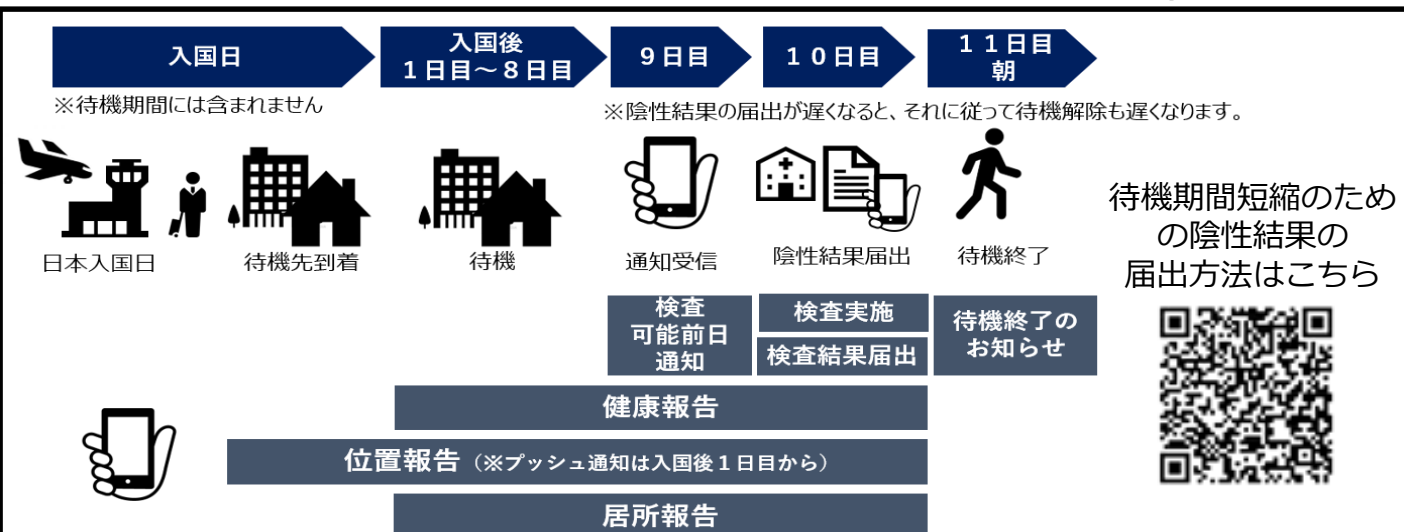 入国日
入国後
１日目～８日目
９日目
１０日目
１１日目
朝
※待機期間には含まれません
※陰性結果の届出が遅くなると、それに従って待機解除も遅くなります。
日本入国日
待機先到着
待機
通知受信
陰性結果届出
待機終了
待機期間短縮のため
の陰性結果の
届出方法はこちら
検査
可能前日
通知
検査実施
検査結果届出
待機終了の
お知らせ
健康報告
位置報告（※プッシュ通知は入国後１日目から）
居所報告